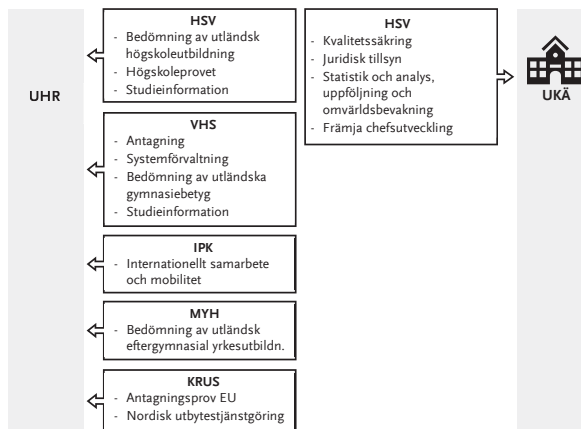 UHR
HSV
- Bedömning av utländsk
högskoleutbildning
- Högskoleprovet
- Studieinformation
VHS
- Antagning
- Systemförvaltning
- Bedömning av utländska
gymnasiebetyg
- Studieinformation
IPK
- Internationellt samarbete
och mobilitet
MYH
- Bedömning av utländsk
eftergymnasial yrkesutbildn.
KRUS
- Antagningsprov EU
- Nordisk utbytestjänstgöring
HSV
- Kvalitetssäkring
- Juridisk tillsyn
- Statistik och analys,
uppföljning och
omvärldsbevakning
- Främja chefsutveckling
UKÄ